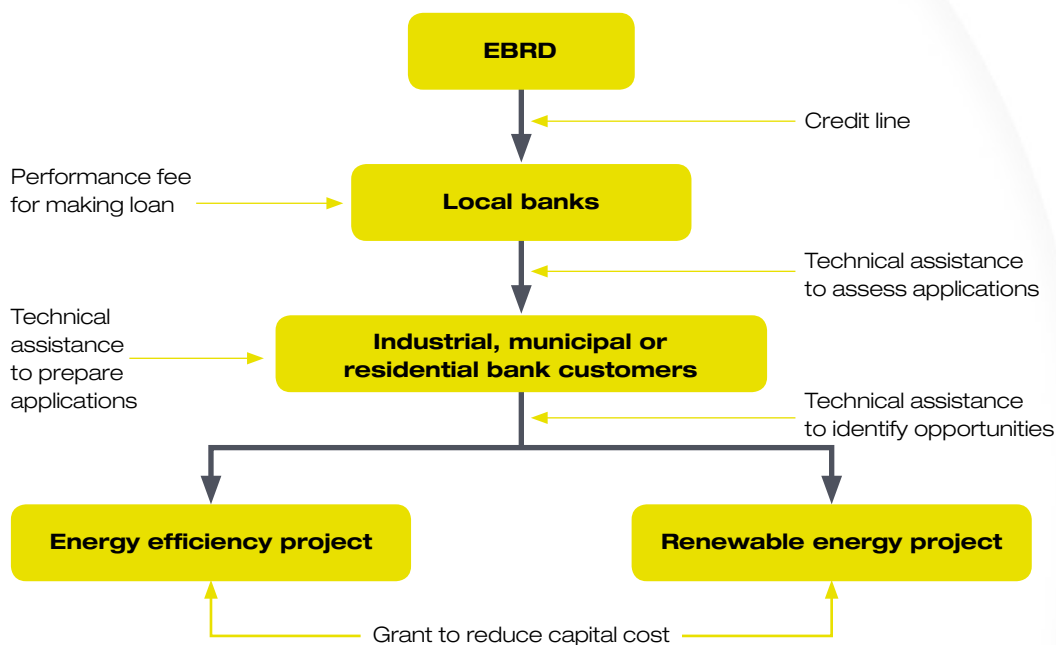 EBRD
Credit line
Performance fee
for making loan
Local banks
Technical assistance
to assess applications
Technical
assistance
to prepare
applications
Industrial, municipal or
residential bank customers
Technical assistance
to identify opportunities
Energy efficiency project
Renewable energy project
Grant to reduce capital cost